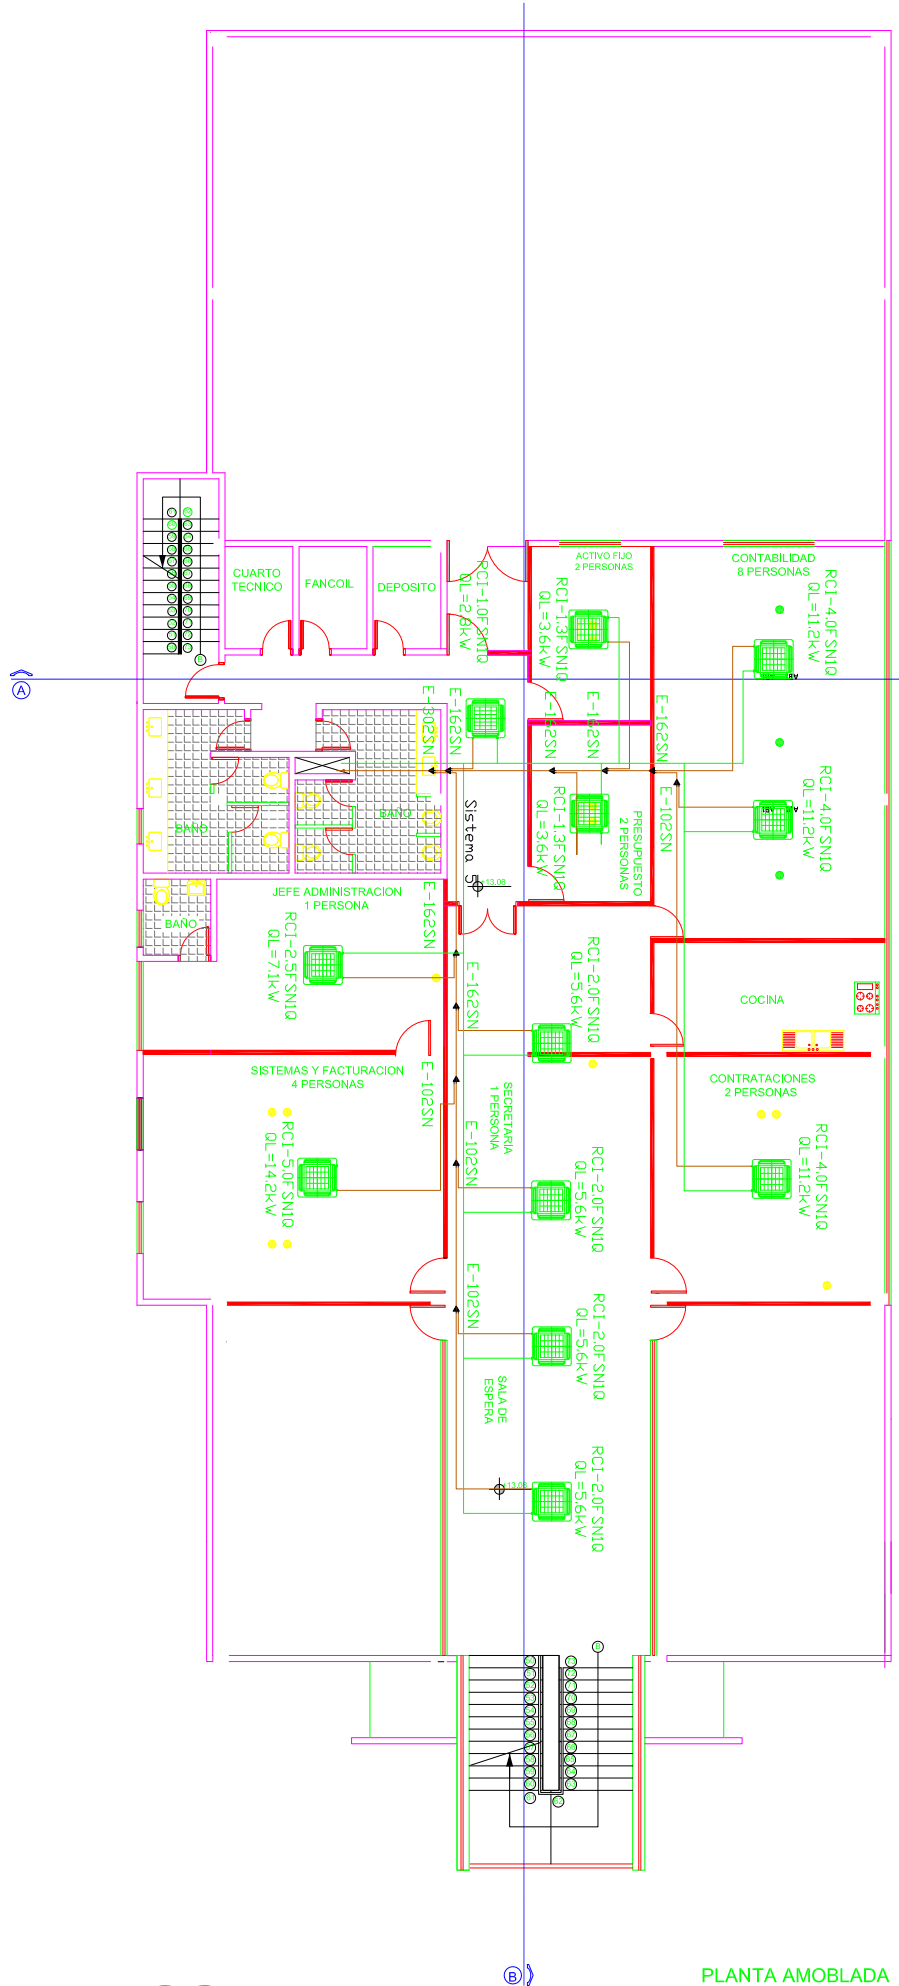 CUARTO
TECNICO
FANCOIL
DEPOSITO
RCI-1.0FSN1Q
QL=2.8kW
ACTIVO FIJO
2 PERSONAS
RCI-1.3FSN1Q
QL=3.6kW
CONTABILIDAD
8 PERSONAS
RCI-4.0FSN1Q
QL=11.2kW
A
E-302SN
E-162SN
E-162SN
E-162SN
E-162SN
E-102SN
RCI-4.0FSN1Q
QL=11.2kW
BAÑO
BAÑO
Sistema 5
+13.08
RCI-1.3FSN1Q
QL=3.6kW
PRESUPUESTO
2 PERSONAS
JEFE ADMINISTRACION
1 PERSONA
BAÑO
RCI-2.5FSN1Q
QL=7.1kW
E-162SN
E-162SN
RCI-2.0FSN1Q
QL=5.6kW
COCINA
SISTEMAS Y FACTURACION
4 PERSONAS
RCI-5.0FSN1Q
QL=14.2kW
E-102SN
E-102SN
SECRETARIA
1 PERSONA
RCI-2.0FSN1Q
QL=5.6kW
CONTRATACIONES
2 PERSONAS
RCI-4.0FSN1Q
QL=11.2kW
E-102SN
RCI-2.0FSN1Q
QL=5.6kW
SALA DE
ESPERA
+13.08
RCI-2.0FSN1Q
QL=5.6kW
B
B
PLANTA AMOBLADA